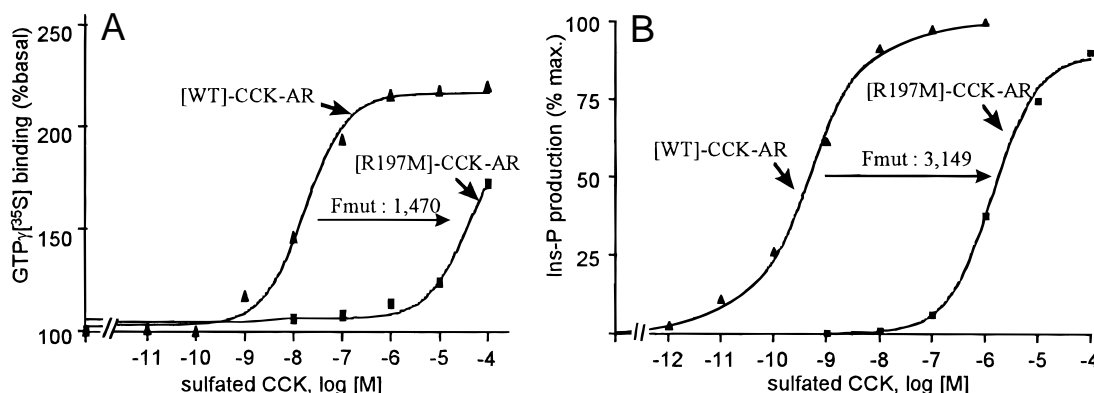 A
GTPγ[³⁵S] binding (%basal)
250
200
150
100
[WT]-CCK-AR
[R197M]-CCK-AR
Fmut : 1,470
-11 -10 -9 -8 -7 -6 -5 -4
sulfated CCK, log [M]
B
Ins-P production (% max.)
100
75
50
25
[R197M]-CCK-AR
[WT]-CCK-AR
Fmut : 3,149
-12 -11 -10 -9 -8 -7 -6 -5 -4
sulfated CCK, log [M]